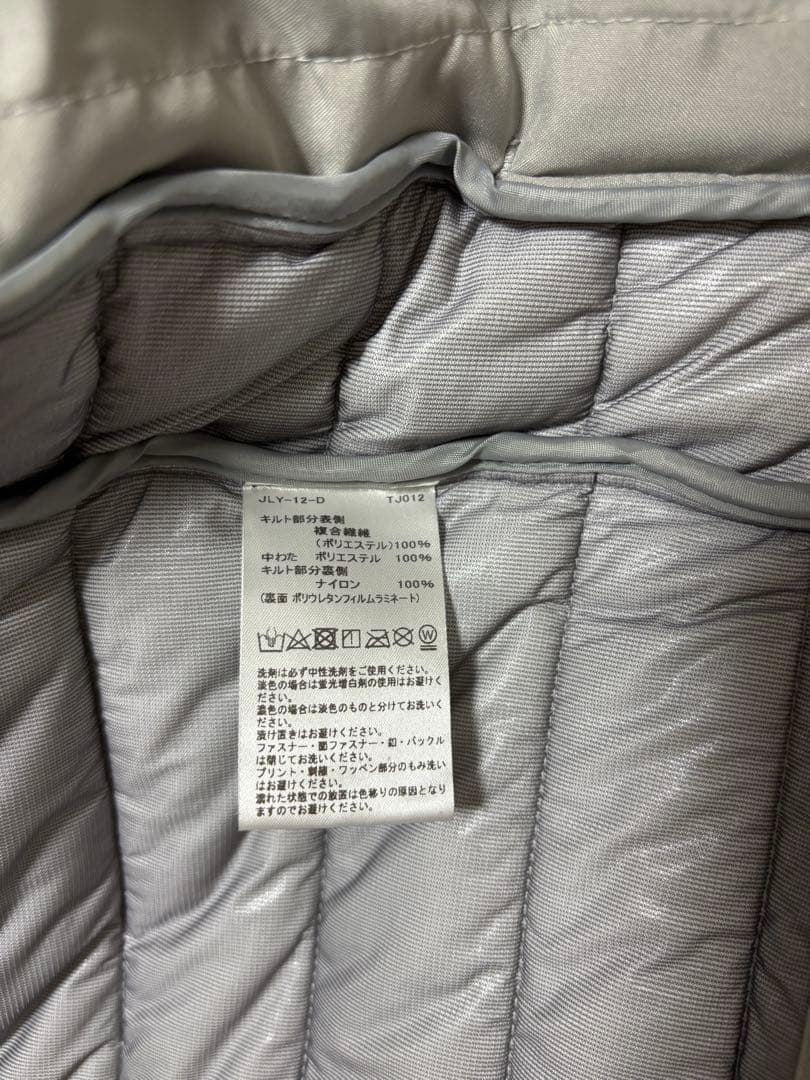 JLY-12-D TJ012
キルト部分表側
複合繊維
(ポリエステル)100%
中わた ポリエステル 100%
キルト部分裏側
ナイロン 100%
(裏面 ポリウレタンフィルムラミネート)
W
洗剤は必ず中性洗剤をご使用ください。
淡色の場合は蛍光増白剤の使用はお避けく
ださい。
濃色の場合は淡色のものと分けてお洗いく
ださい。
漬け置きはお避けください。
ファスナー・面ファスナー・釦・バックル
は閉じてお洗いください。
プリント・刺繍・ワッペン部分のもみ洗い
はお避けください。
濡れた状態での放置は色移りの原因となり
ますのでお避けください。